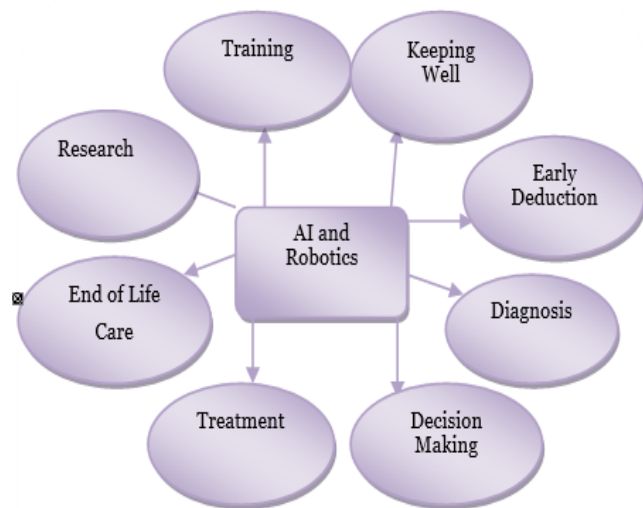 Training
Keeping
Well
Research
Early
Deduction
AI and
Robotics
End of Life
Care
Diagnosis
Treatment
Decision
Making